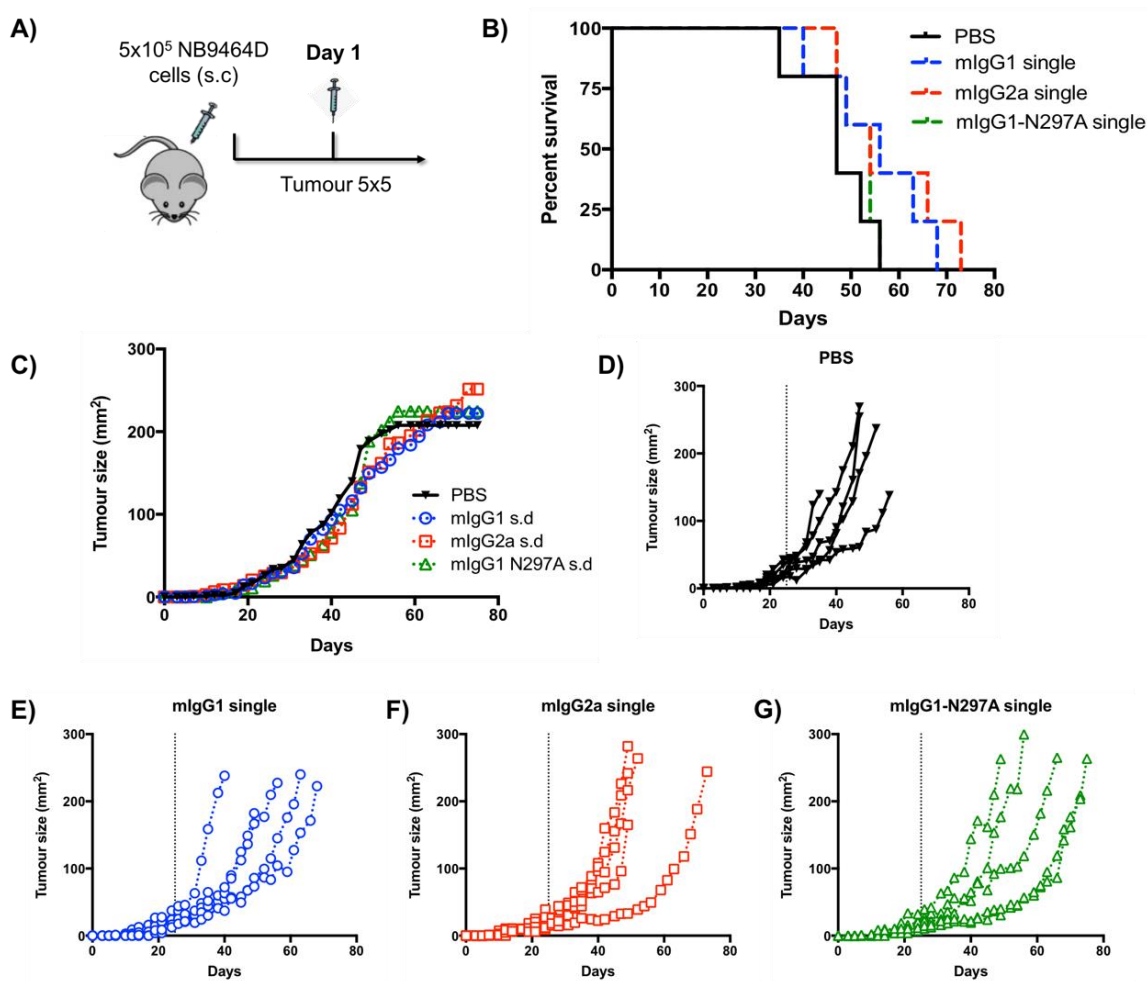 A)
5x10⁵ NB9464D
cells (s.c)
Day 1
Tumour 5x5
B)
Percent survival
100
75
50
25
0
0 10 20 30 40 50 60 70 80
Days
PBS
mIgG1 single
mIgG2a single
mIgG1-N297A single
C)
Tumour size (mm²)
300
200
100
0
0 20 40 60 80
Days
PBS
mIgG1 s.d
mIgG2a s.d
mIgG1 N297A s.d
D)
PBS
Tumour size (mm²)
300
200
100
0
0 20 40 60 80
Days
E)
mIgG1 single
Tumour size (mm²)
300
200
100
0
0 20 40 60 80
Days
F)
mIgG2a single
Tumour size (mm²)
300
200
100
0
0 20 40 60 80
Days
G)
mIgG1-N297A single
Tumour size (mm²)
300
200
100
0
0 20 40 60 80
Days